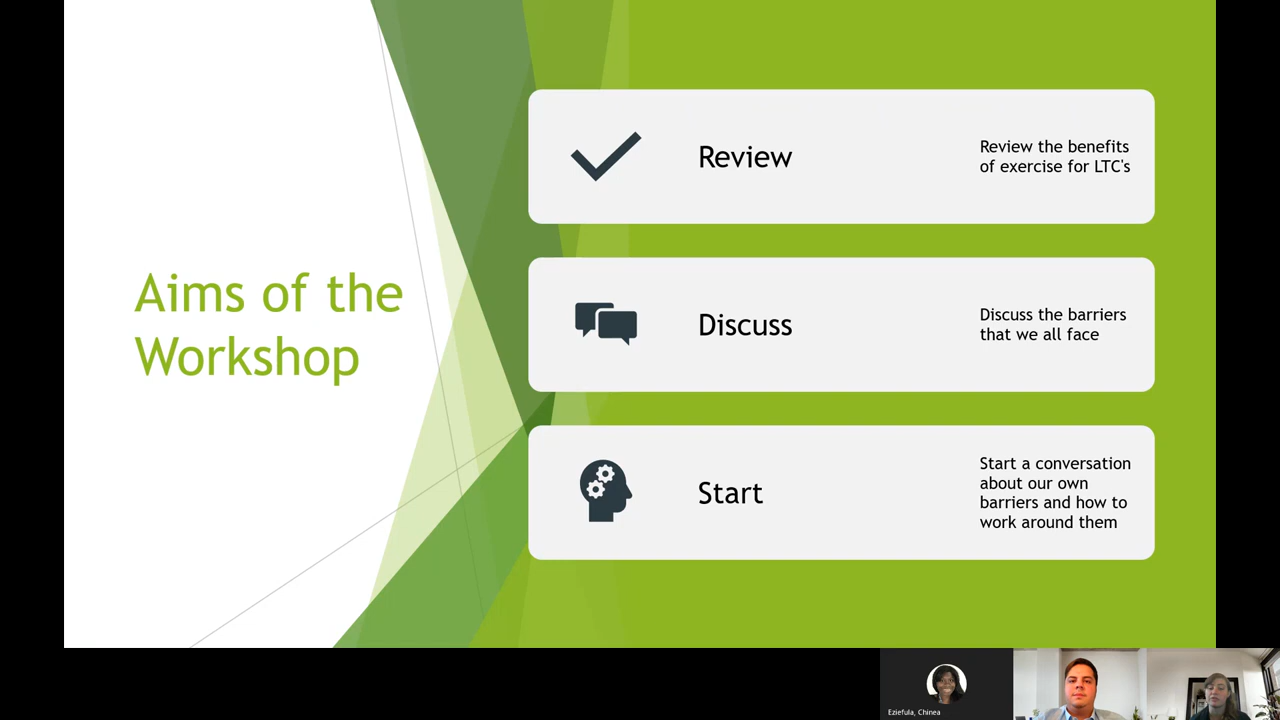 Aims of the
Workshop
Review
Review the benefits
of exercise for LTC's
Discuss
Discuss the barriers
that we all face
Start
Start a conversation
about our own
barriers and how to
work around them
Eziefula, Chinea